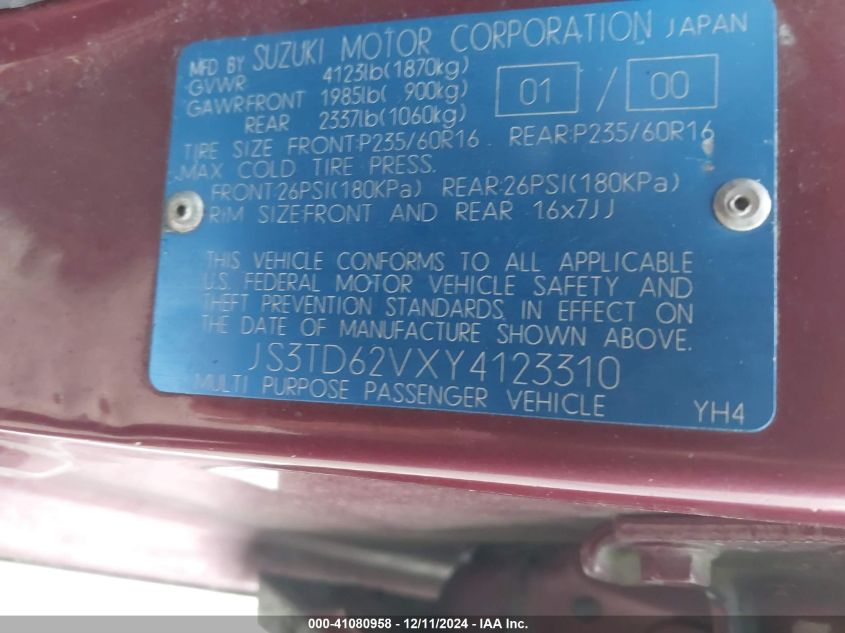 MFD BY SUZUKI MOTOR CORPORATION JAPAN
GVWR 4123lb(1870kg)
GAWR FRONT 1985lb( 900kg) 01 / 00
REAR 2337lb(1060kg)
TIRE SIZE FRONT:P235/60R16 REAR:P235/60R16
MAX COLD TIRE PRESS.
FRONT:26PSI(180KPa) REAR:26PSI(180KPa)
RIM SIZE:FRONT AND REAR 16x7JJ
THIS VEHICLE CONFORMS TO ALL APPLICABLE
U.S. FEDERAL MOTOR VEHICLE SAFETY AND
THEFT PREVENTION STANDARDS IN EFFECT ON
THE DATE OF MANUFACTURE SHOWN ABOVE.
JS3TD62VXY4123310
MULTI PURPOSE PASSENGER VEHICLE YH4
000-41080958 - 12/11/2024 - IAA Inc.